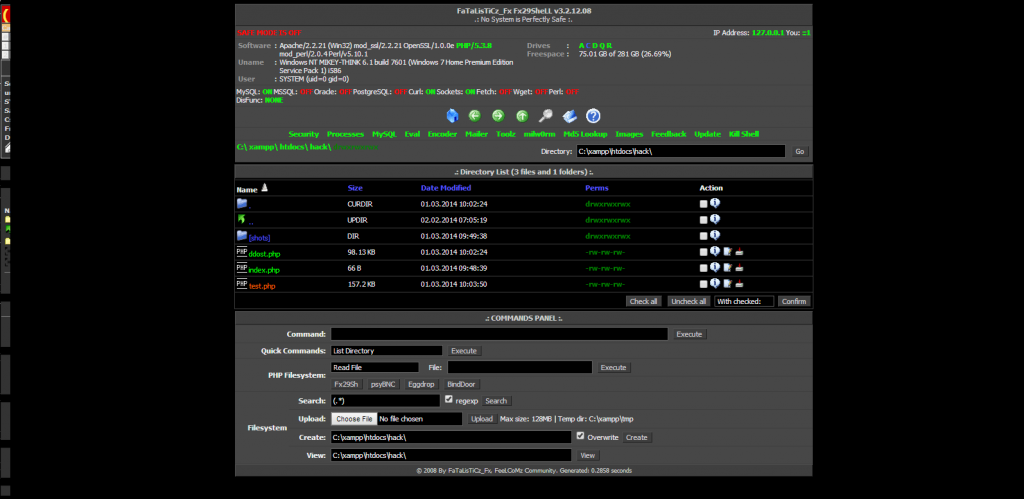 FaTaLisTiCz_Fx Fx29SheLL v3.2.12.08
.: No System is Perfectly Safe :.
SAFE MODE IS OFF IP Address: 127.0.0.1 You: ::1
Software : Apache/2.2.21 (Win32) mod_ssl/2.2.21 OpenSSL/1.0.0e PHP/5.3.8 Drives : A C D Q R
mod_perl/2.0.4 Perl/v5.10.1 Freespace : 75.01 GB of 281 GB (26.69%)
Uname : Windows NT MIKEY-THINK 6.1 build 7601 (Windows 7 Home Premium Edition
Service Pack 1) i586
User : SYSTEM (uid=0 gid=0)
MySQL: ON MSSQL: OFF Oracle: OFF PostgreSQL: OFF Curl: ON Sockets: ON Fetch: OFF Wget: OFF Perl: OFF
DisFunc: NONE
Security Processes MySQL Eval Encoder Mailer Toolz milw0rm Md5 Lookup Images Feedback Update Kill Shell
C:\ xampp\ htdocs\ hack\ drwxrwxrwx Directory: C:\xampp\htdocs\hack\ Go
.: Directory List (3 files and 1 folders) :.
Name Size Date Modified Perms Action
. CURDIR 01.03.2014 10:02:24 drwxrwxrwx
.. UPDIR 02.02.2014 07:05:19 drwxrwxrwx
[shots] DIR 01.03.2014 09:49:38 drwxrwxrwx
PHP ddost.php 98.13 KB 01.03.2014 10:02:24 -rw-rw-rw-
PHP index.php 66 B 01.03.2014 09:48:39 -rw-rw-rw-
PHP test.php 157.2 KB 01.03.2014 10:03:50 -rw-rw-rw-
Check all Uncheck all With checked: Confirm
.: COMMANDS PANEL :.
Command: Execute
Quick Commands: List Directory Execute
PHP Filesystem: Read File File: Execute
Fx29Sh psyBNC Eggdrop BindDoor
Search: (.*) regexp Search
Filesystem Upload: Choose File No file chosen Upload Max size: 128MB | Temp dir: C:\xampp\tmp
Create: C:\xampp\htdocs\hack\ Overwrite Create
View: C:\xampp\htdocs\hack\ View
© 2008 By FaTaLisTiCz_Fx, FeeLCoMz Community. Generated: 0.2858 seconds